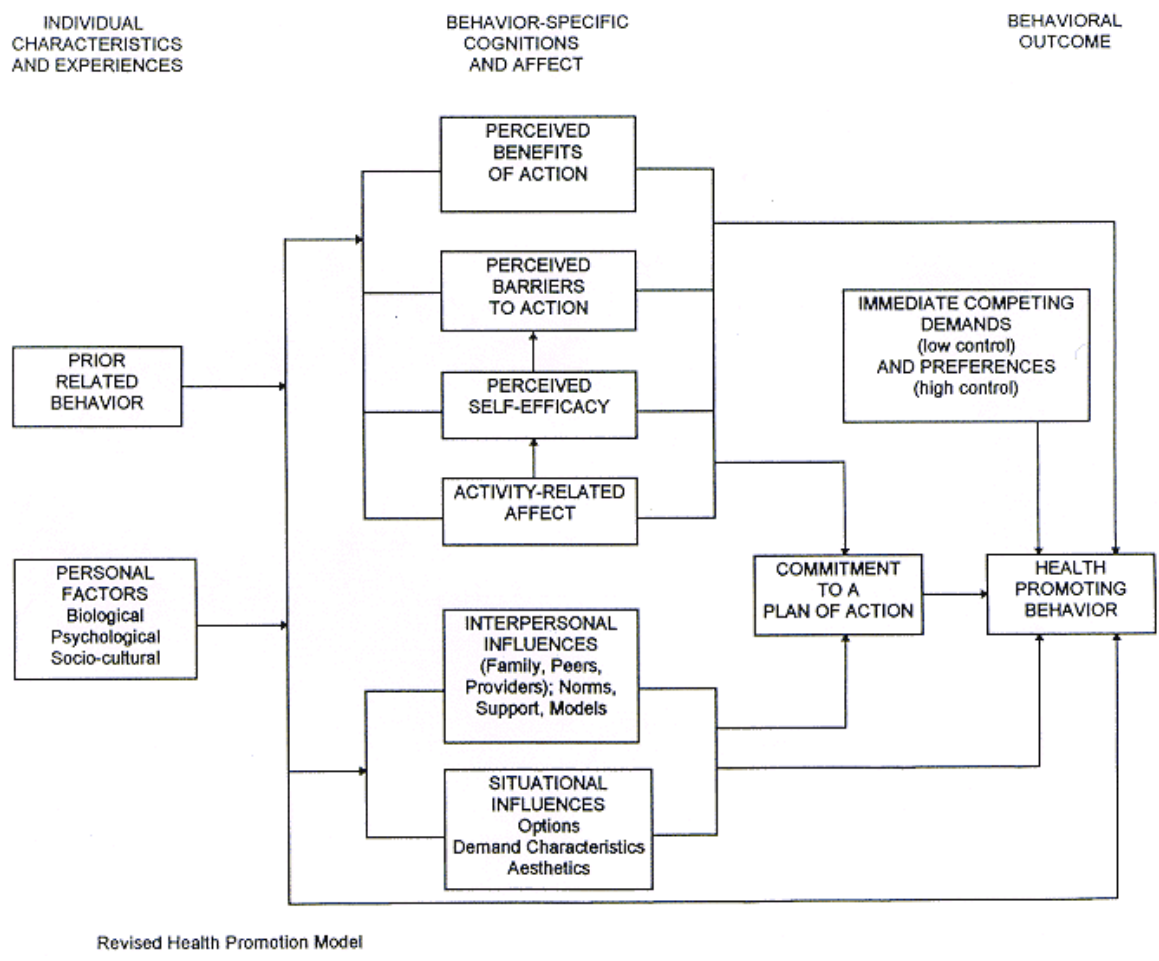 INDIVIDUAL
CHARACTERISTICS
AND EXPERIENCES
BEHAVIOR-SPECIFIC
COGNITIONS
AND AFFECT
BEHAVIORAL
OUTCOME
PERCEIVED
BENEFITS
OF ACTION
PERCEIVED
BARRIERS
TO ACTION
IMMEDIATE COMPETING
DEMANDS
(low control)
AND PREFERENCES
(high control)
PRIOR
RELATED
BEHAVIOR
PERCEIVED
SELF-EFFICACY
ACTIVITY-RELATED
AFFECT
PERSONAL
FACTORS
Biological
Psychological
Socio-cultural
COMMITMENT
TO A
PLAN OF ACTION
HEALTH
PROMOTING
BEHAVIOR
INTERPERSONAL
INFLUENCES
(Family, Peers,
Providers); Norms,
Support, Models
SITUATIONAL
INFLUENCES
Options
Demand Characteristics
Aesthetics
Revised Health Promotion Model